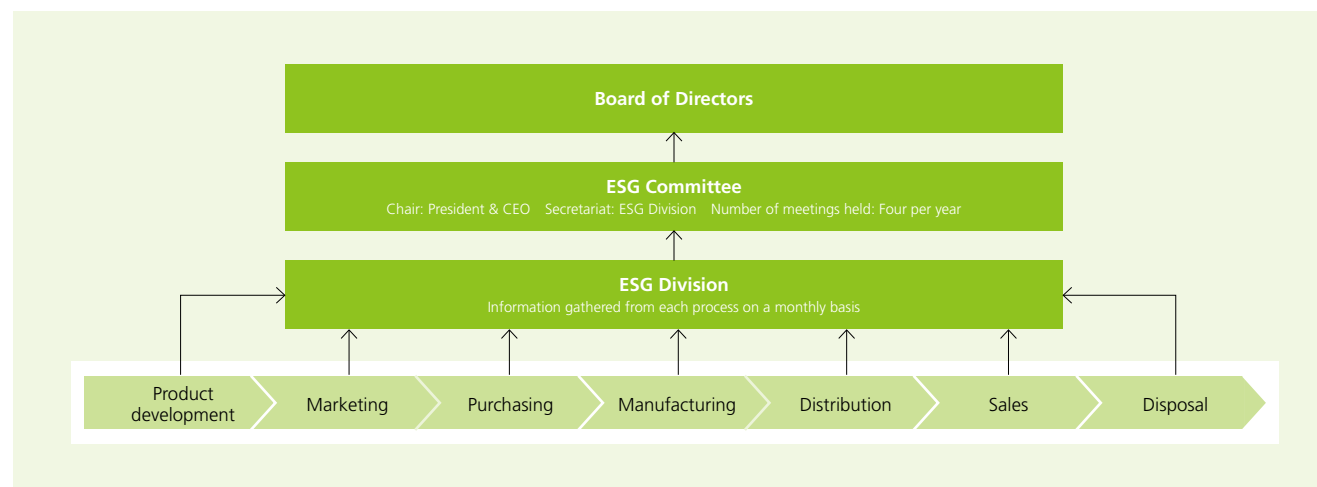 Board of Directors
ESG Committee
Chair: President & CEO Secretariat: ESG Division Number of meetings held: Four per year
ESG Division
Information gathered from each process on a monthly basis
Product
development
Marketing
Purchasing
Manufacturing
Distribution
Sales
Disposal